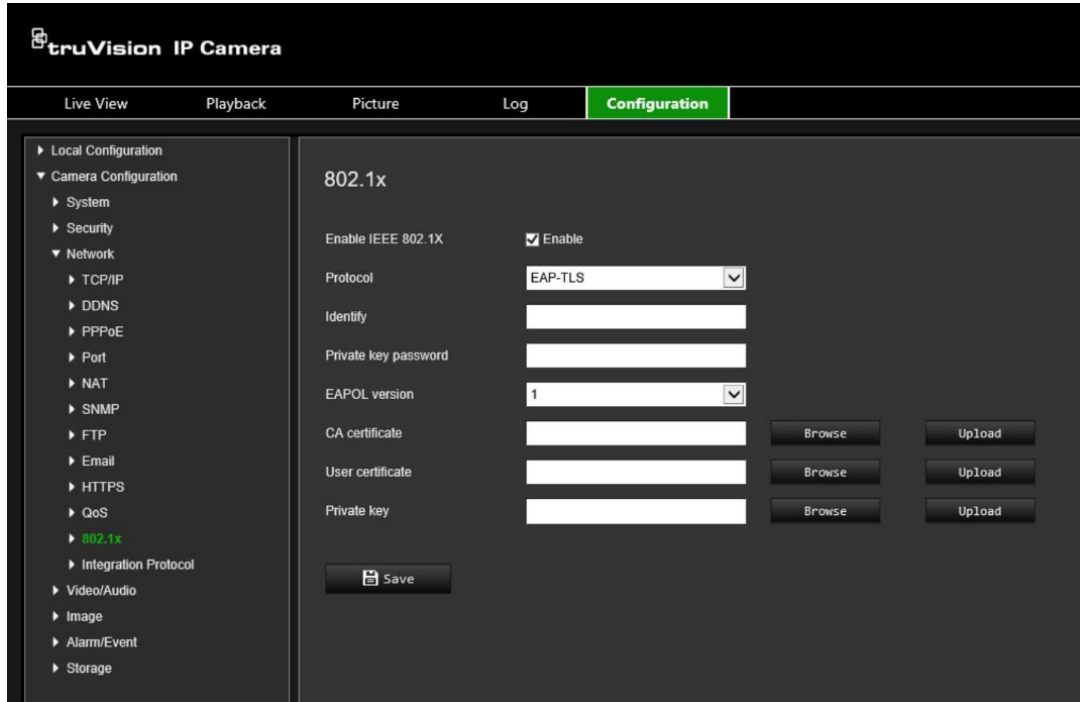 truVision IP Camera
Live View Playback Picture Log Configuration
Local Configuration
Camera Configuration
System
Security
Network
TCP/IP
DDNS
PPPoE
Port
NAT
SNMP
FTP
Email
HTTPS
QoS
802.1x
Integration Protocol
Video/Audio
Image
Alarm/Event
Storage
802.1x
Enable IEEE 802.1X Enable
Protocol EAP-TLS
Identify
Private key password
EAPOL version 1
CA certificate Browse Upload
User certificate Browse Upload
Private key Browse Upload
Save